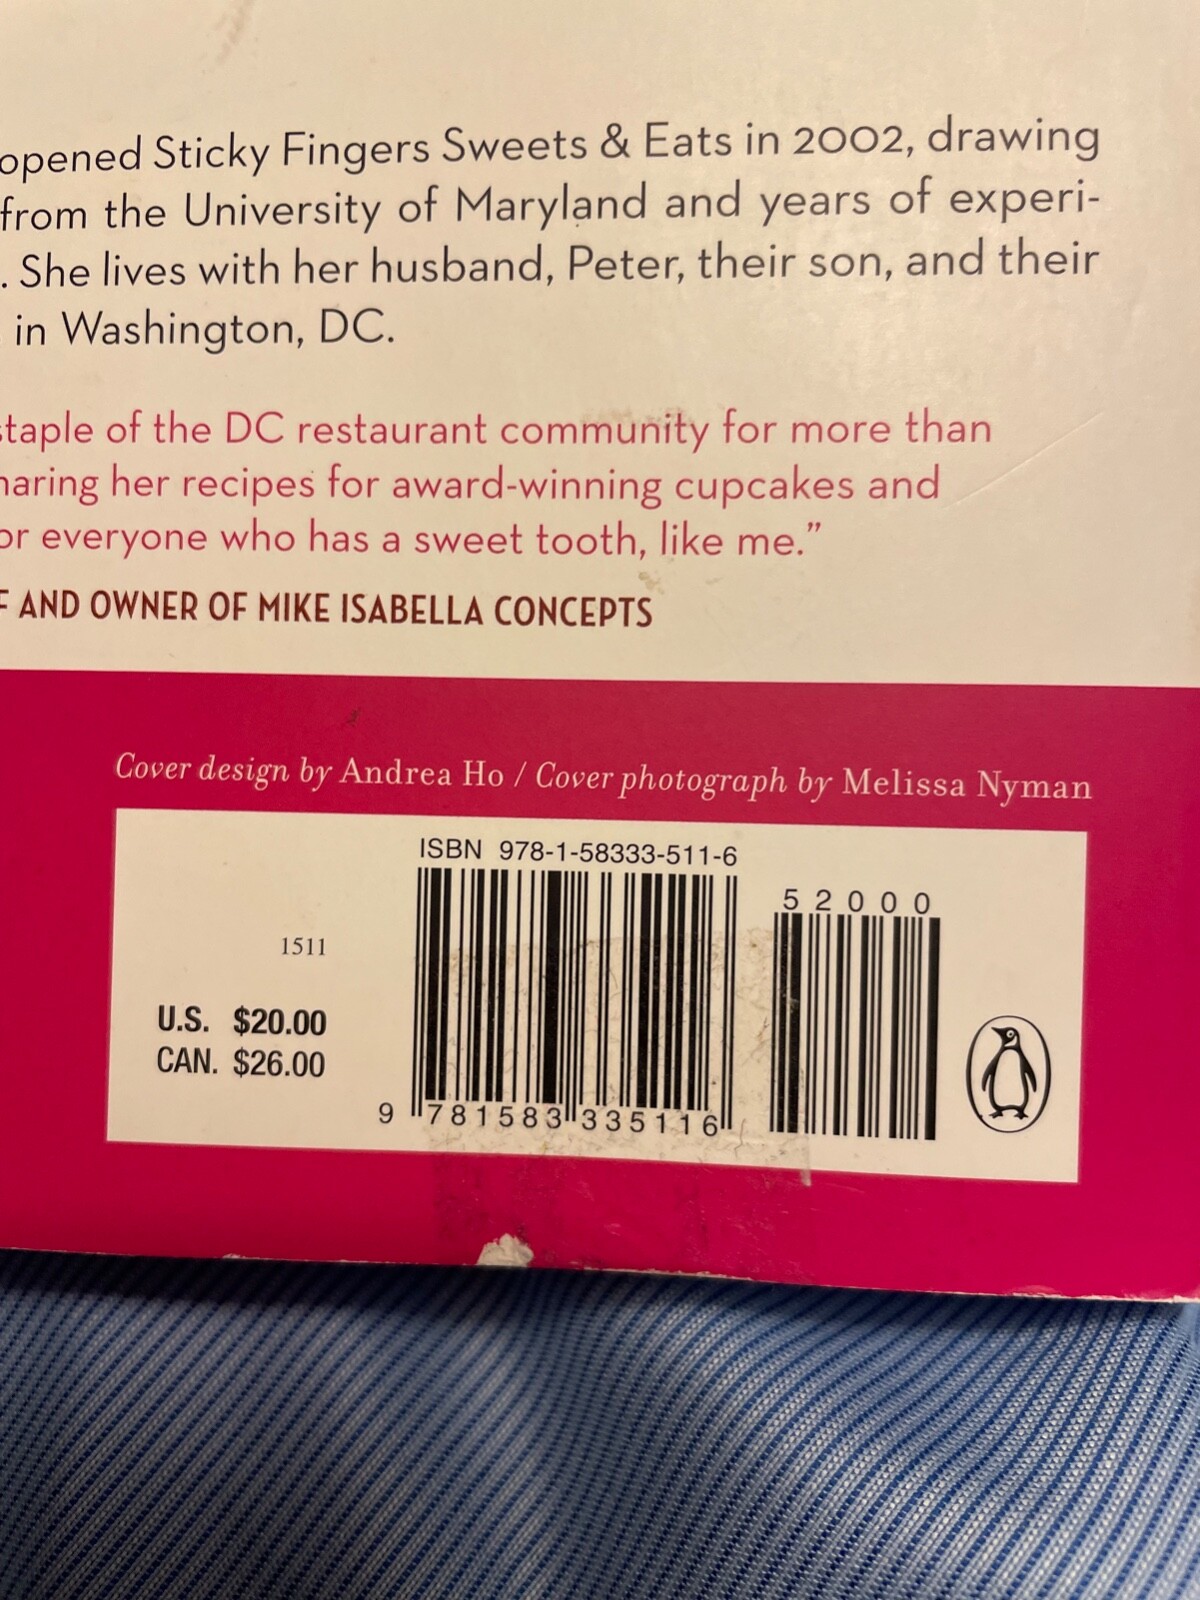 opened Sticky Fingers Sweets & Eats in 2002, drawing
from the University of Maryland and years of experi-
. She lives with her husband, Peter, their son, and their
in Washington, DC.
staple of the DC restaurant community for more than
haring her recipes for award-winning cupcakes and
or everyone who has a sweet tooth, like me.”
F AND OWNER OF MIKE ISABELLA CONCEPTS
Cover design by Andrea Ho / Cover photograph by Melissa Nyman
ISBN 978-1-58333-511-6
52000
1511
U.S. $20.00
CAN. $26.00
9 781583 335116